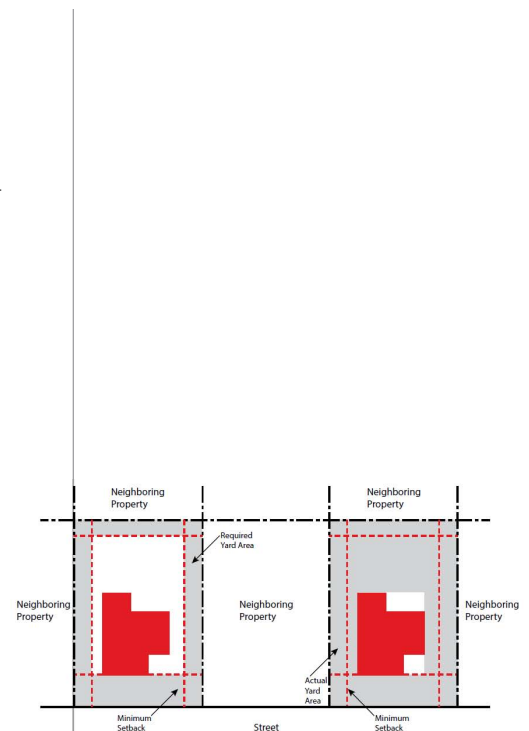 Neighboring
Property
Neighboring
Property
Required
Yard Area
Neighboring
Property
Neighboring
Property
Neighboring
Property
Actual
Yard
Area
Minimum
Setback
Street
Minimum
Setback